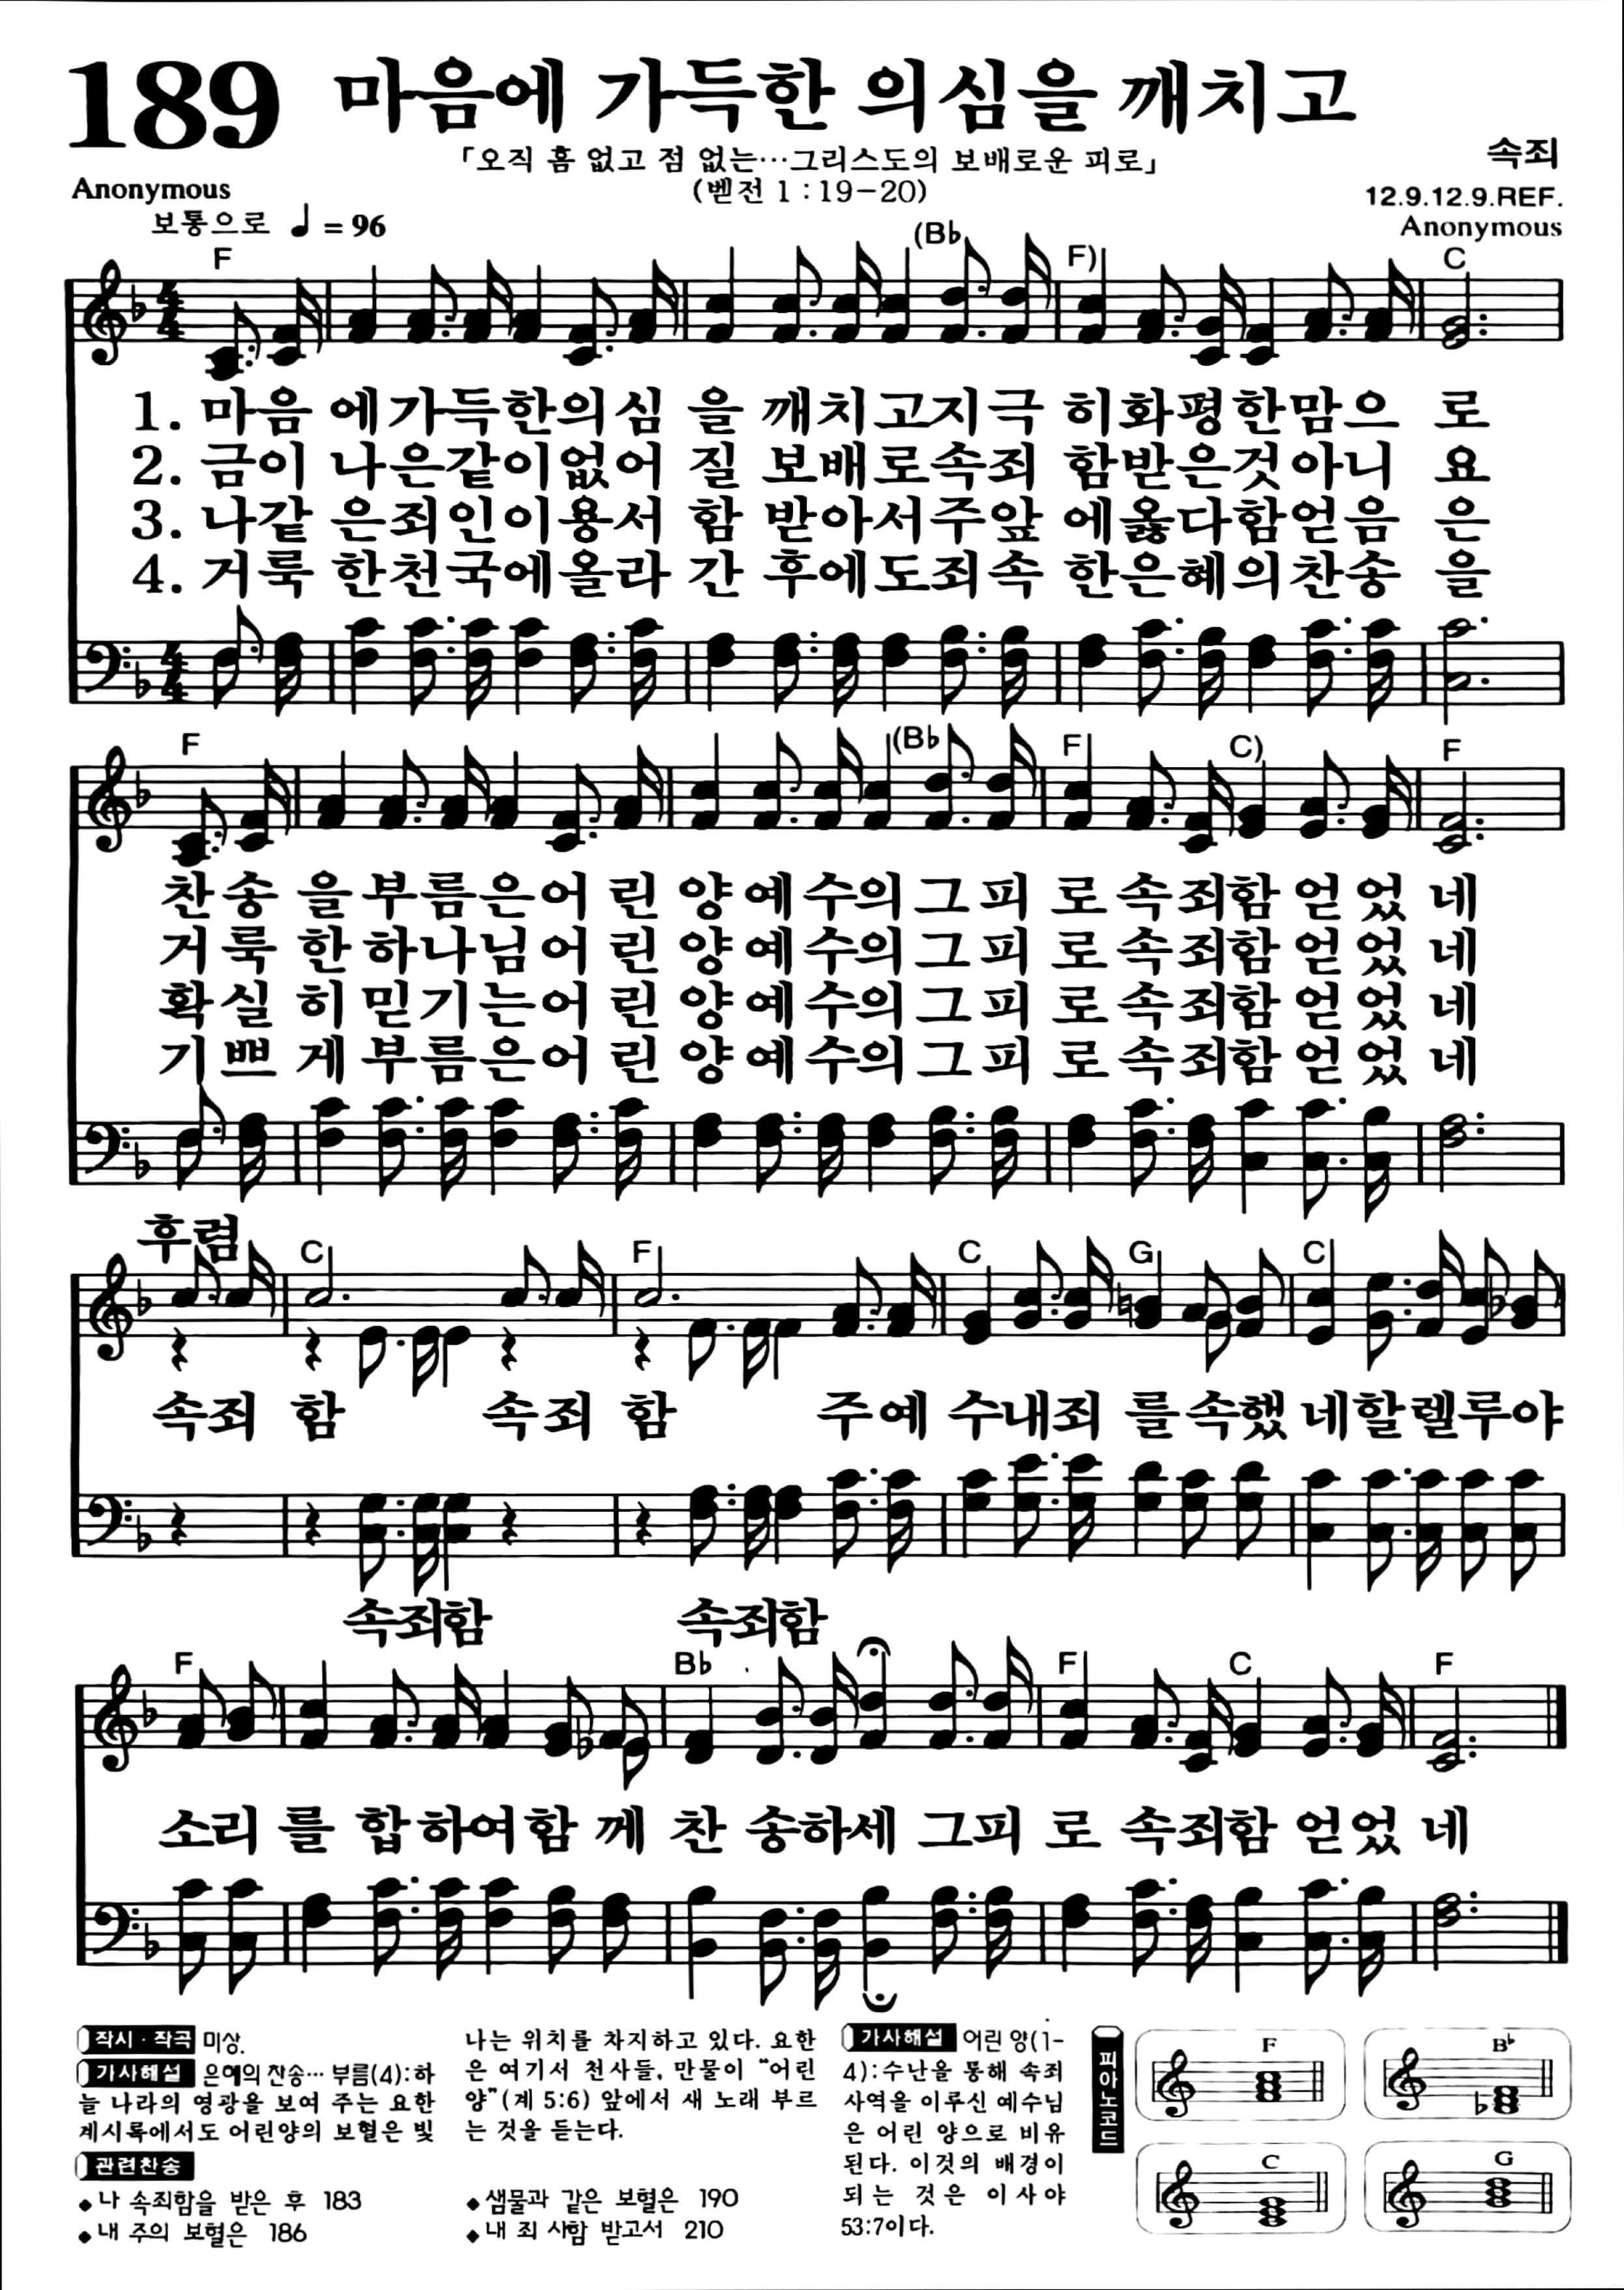 189 마음에 가득한 의심을 깨치고
「오직 흠 없고 점 없는…그리스도의 보배로운 피로」
속죄
Anonymous
(벧전 1 : 19-20)
12.9.12.9.REF.
보통으로 ♩ = 96
Anonymous
F (B♭ F) C
1. 마음 에가득한의심 을 깨치고지극 히화평한맘으 로
2. 금이 나은같이없어 질 보배로속죄 함받은것아니 요
3. 나같 은죄인이용서 함 받아서주앞 에옳다함얻음 은
4. 거룩 한천국에올라 간 후에도죄속 한은혜의찬송 을
F (B♭ F C) F
찬송 을부름은어린 양예수의그피 로속죄함얻었 네
거룩 한하나님어린 양예수의그피 로속죄함얻었 네
확실 히믿기는어린 양예수의그피 로속죄함얻었 네
기쁘 게부름은어린 양예수의그피 로속죄함얻었 네
후렴
C F C G C
속죄 함 속죄 함 주예 수내죄 를속했 네할렐루야
속죄함 속죄함
F B♭ F C F
소리 를 합하여함께 찬 송하세 그피 로 속죄함 얻었 네
작시·작곡 미상.
가사해설 은혜의 찬송… 부름(4):하
늘 나라의 영광을 보여 주는 요한
계시록에서도 어린양의 보혈은 빛
나는 위치를 차지하고 있다. 요한
은 여기서 천사들, 만물이 "어린
양"(계 5:6) 앞에서 새 노래 부르
는 것을 듣는다.
가사해설 어린 양(1-
4):수난을 통해 속죄
사역을 이루신 예수님
은 어린 양으로 비유
된다. 이것의 배경이
되는 것은 이사야
53:7이다.
관련찬송
◆나 속죄함을 받은 후 183
◆내 주의 보혈은 186
◆샘물과 같은 보혈은 190
◆내 죄 사함 받고서 210
피아노코드
F
B♭
C
G